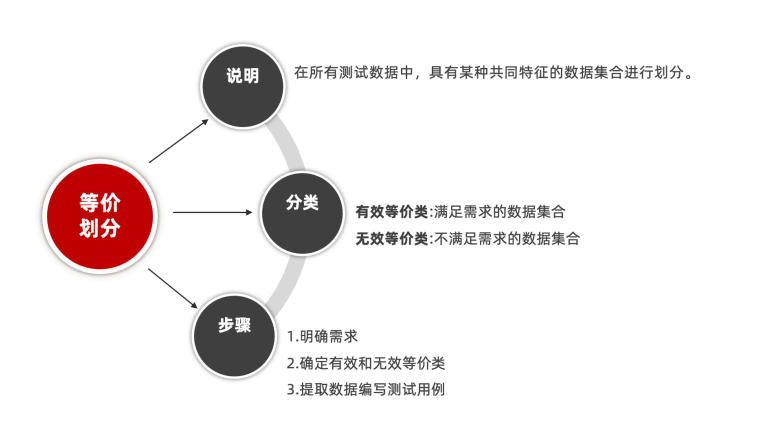 说明
在所有测试数据中，具有某种共同特征的数据集合进行划分。
等价
划分
分类
有效等价类:满足需求的数据集合
无效等价类:不满足需求的数据集合
步骤
1.明确需求
2.确定有效和无效等价类
3.提取数据编写测试用例